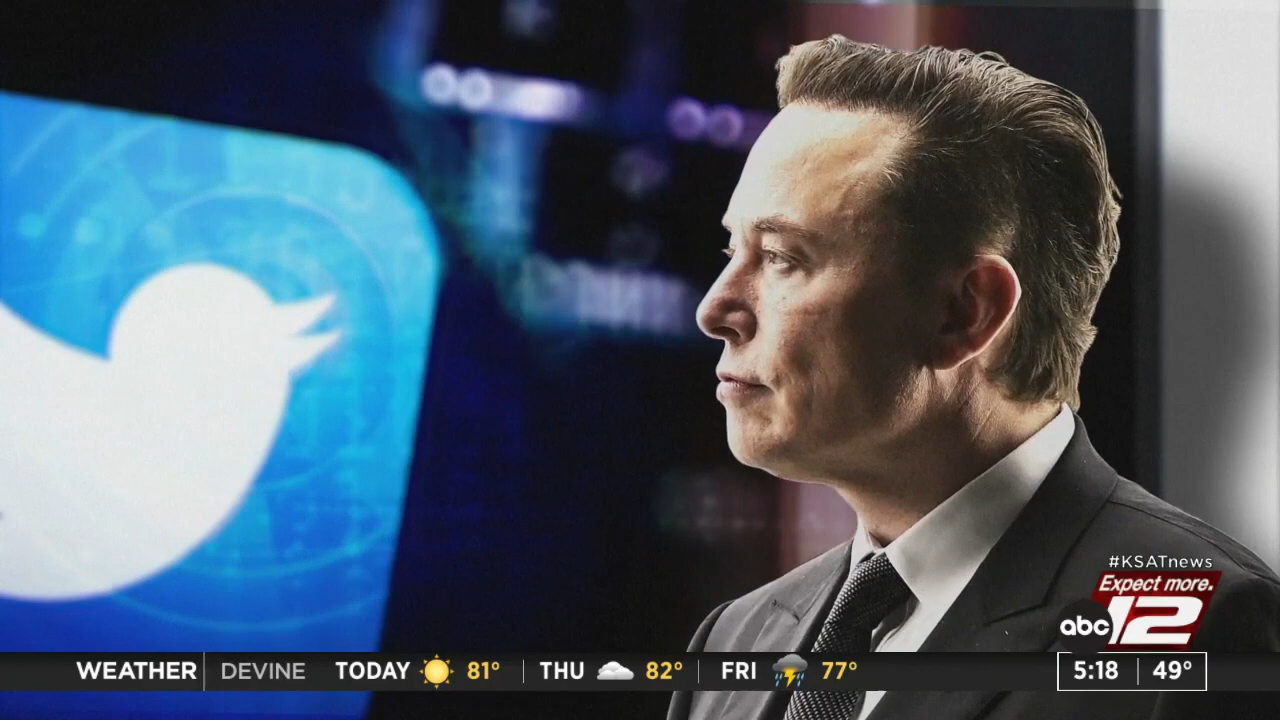 #KSATnews
Expect more.
abc 12
WEATHER DEVINE TODAY 81° THU 82° FRI 77° 5:18 49°